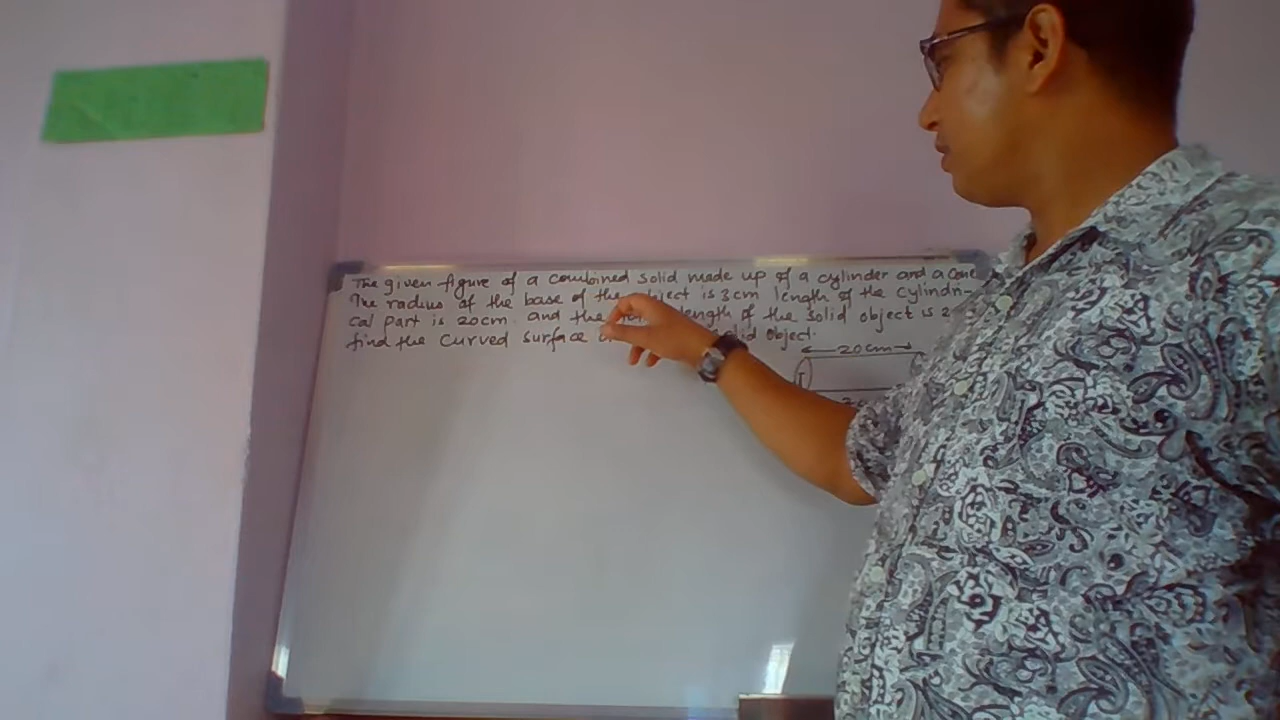 The given figure of a combined solid made up of a cylinder and a cone
The radius of the base of the object is 3cm length of the cylindri-
cal part is 20cm. and the length of the solid object is 2
find the curved surface solid object.
20cm